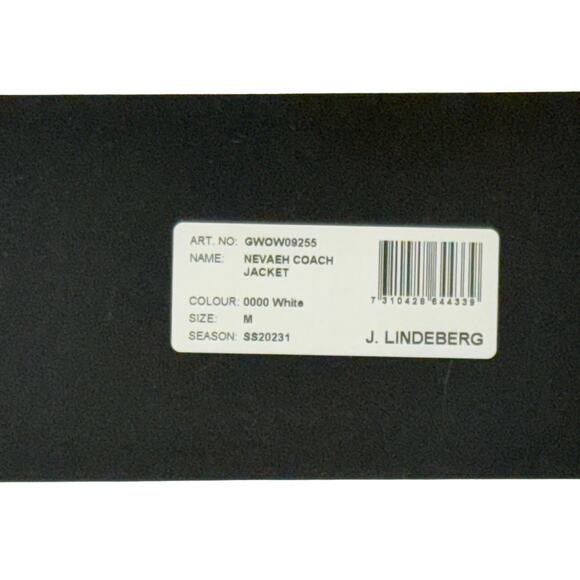 ART. NO: GWOW09255
NAME: NEVAEH COACH
JACKET
COLOUR: 0000 White
SIZE: M
SEASON: SS20231
7 310428 644339
J. LINDEBERG